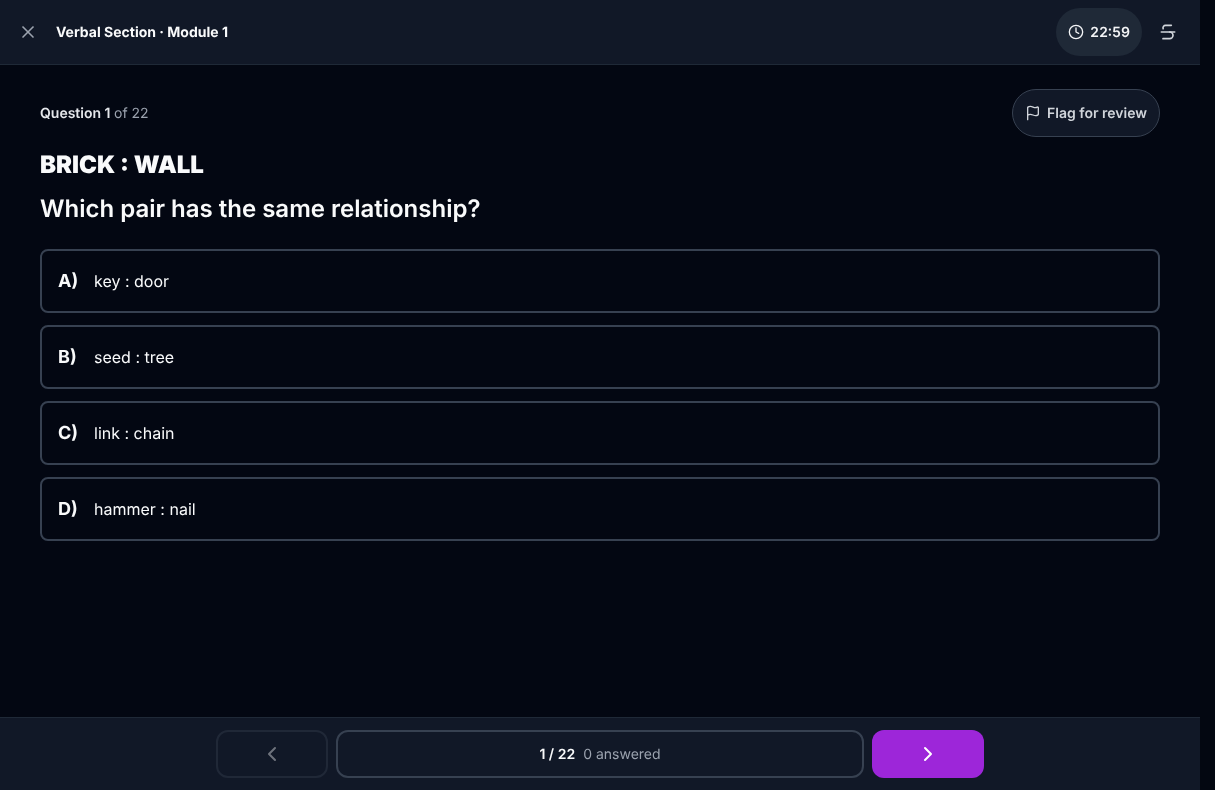 Verbal Section · Module 1
22:59
Question 1 of 22
Flag for review
BRICK : WALL
Which pair has the same relationship?
A) key : door
B) seed : tree
C) link : chain
D) hammer : nail
1 / 22 0 answered